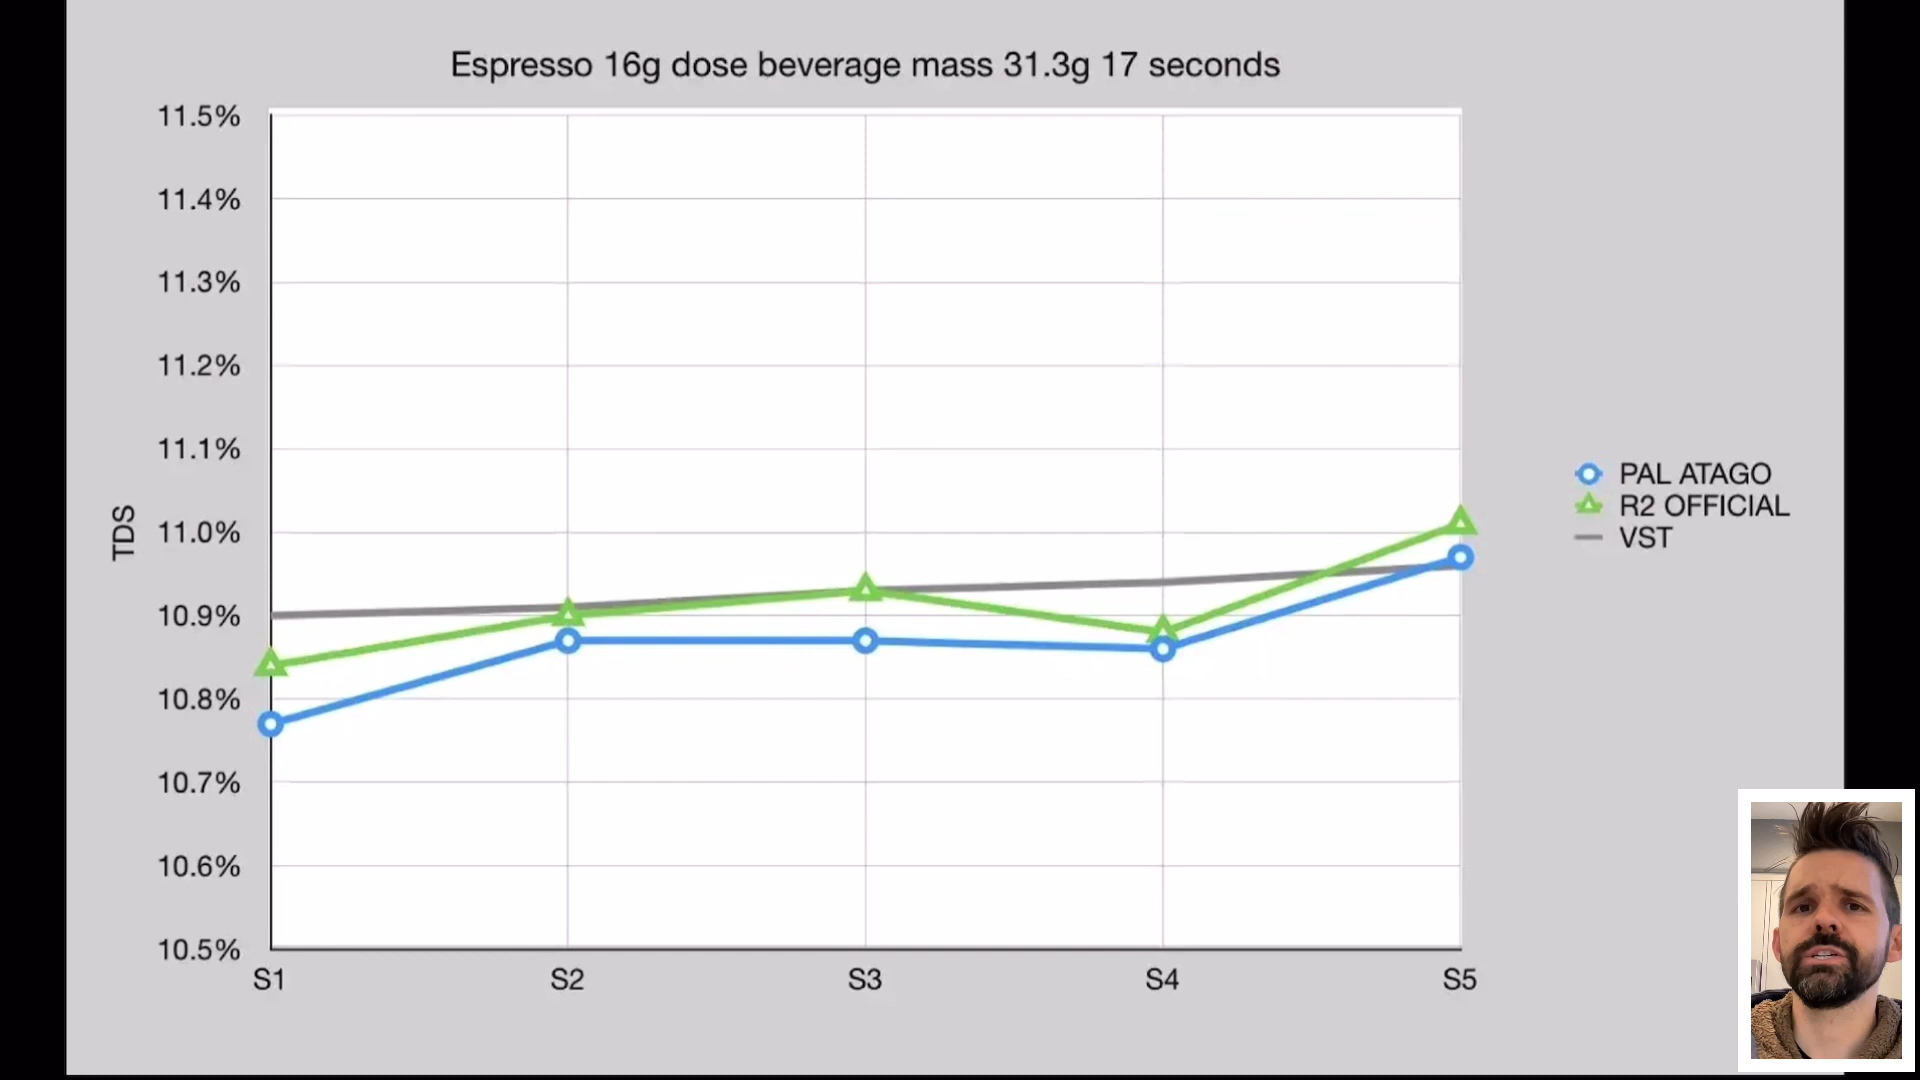 Espresso 16g dose beverage mass 31.3g 17 seconds
11.5%
11.4%
11.3%
11.2%
11.1%
11.0%
10.9%
10.8%
10.7%
10.6%
10.5%
TDS
S1 S2 S3 S4 S5
PAL ATAGO
R2 OFFICIAL
VST